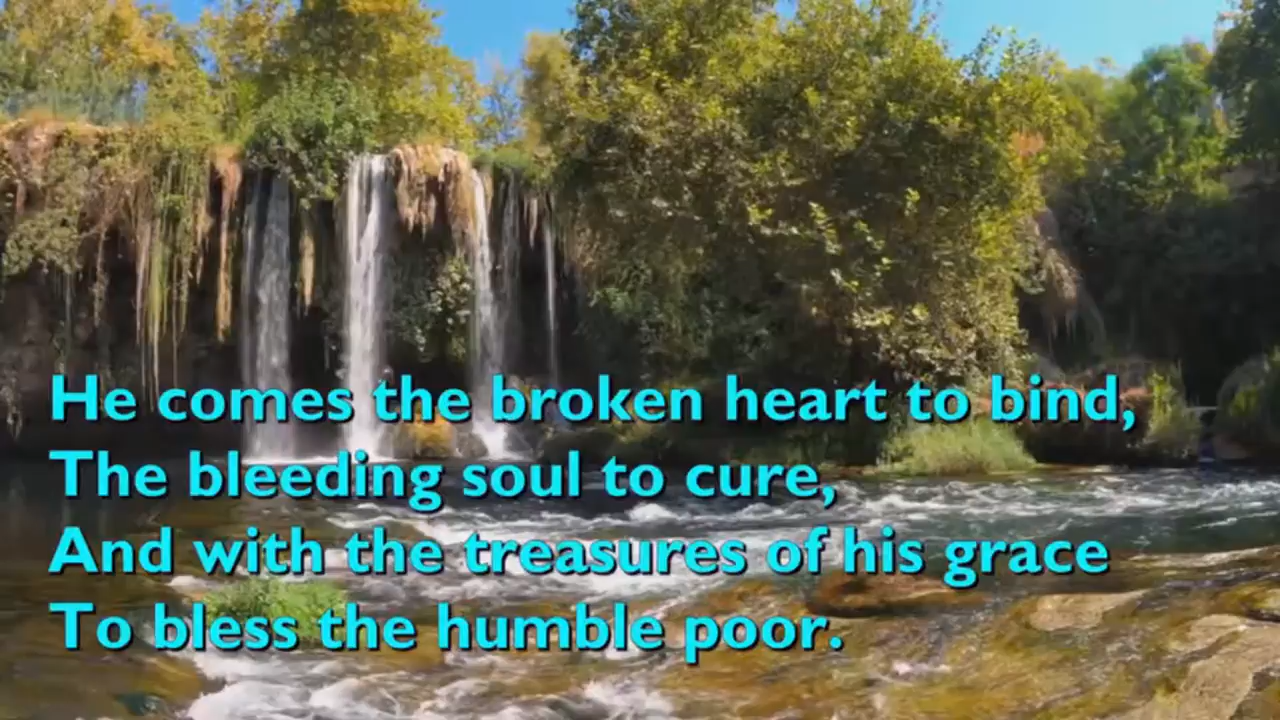 He comes the broken heart to bind,
The bleeding soul to cure,
And with the treasures of his grace
To bless the humble poor.